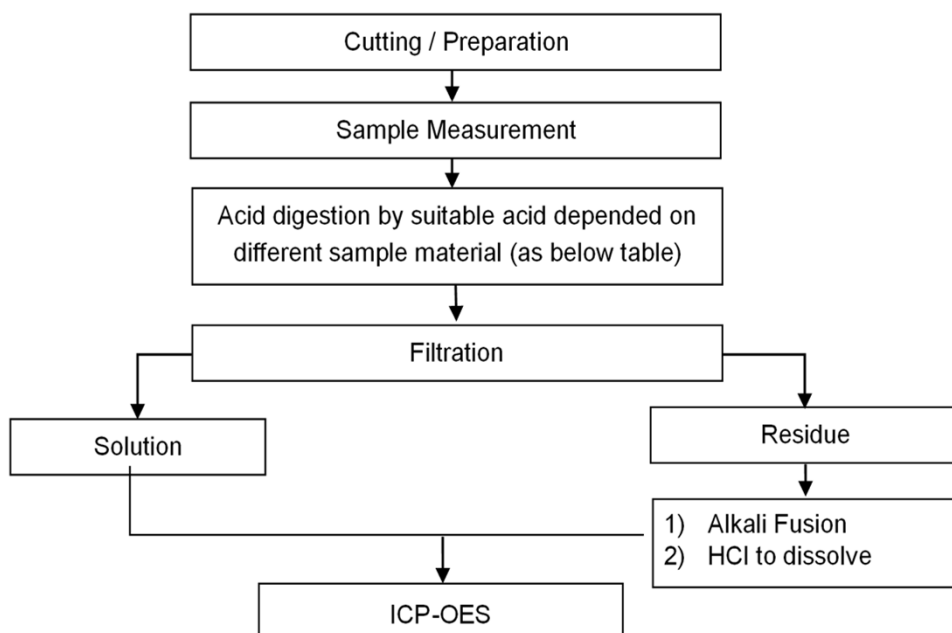 Cutting / Preparation
Sample Measurement
Acid digestion by suitable acid depended on
different sample material (as below table)
Filtration
Solution
Residue
1) Alkali Fusion
2) HCl to dissolve
ICP-OES